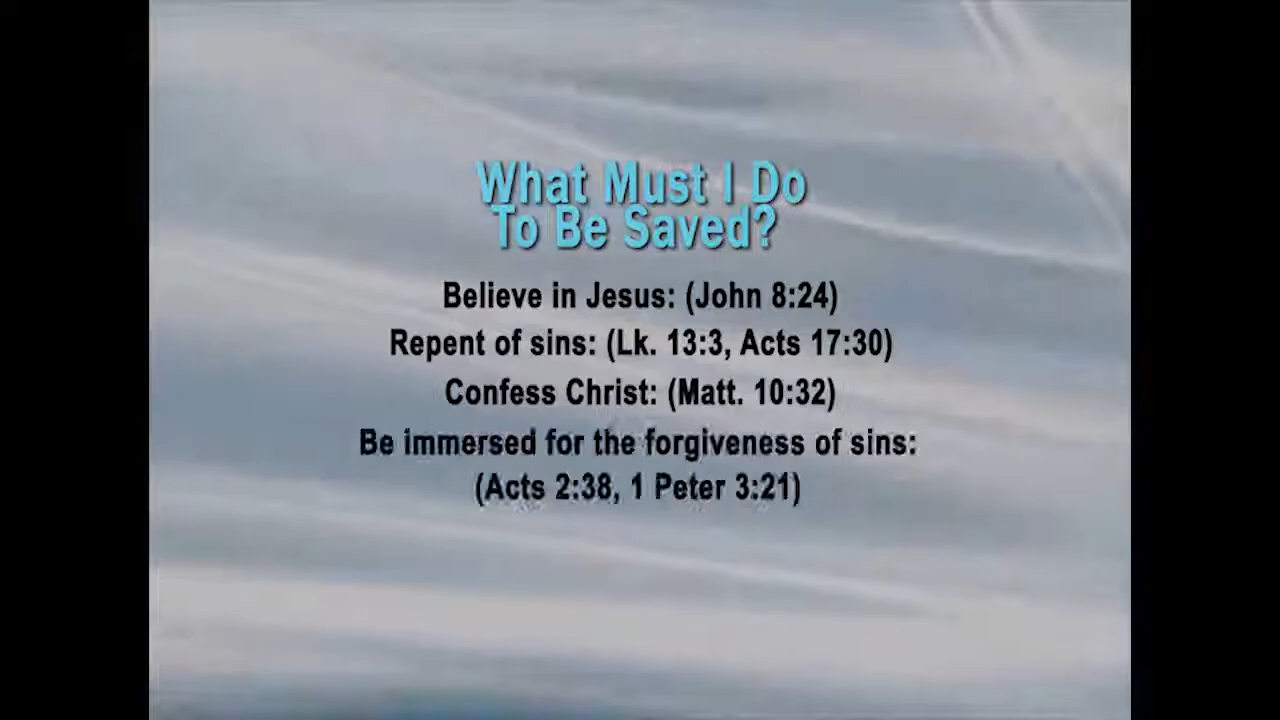 What Must I Do
To Be Saved?
Believe in Jesus: (John 8:24)
Repent of sins: (Lk. 13:3, Acts 17:30)
Confess Christ: (Matt. 10:32)
Be immersed for the forgiveness of sins:
(Acts 2:38, 1 Peter 3:21)